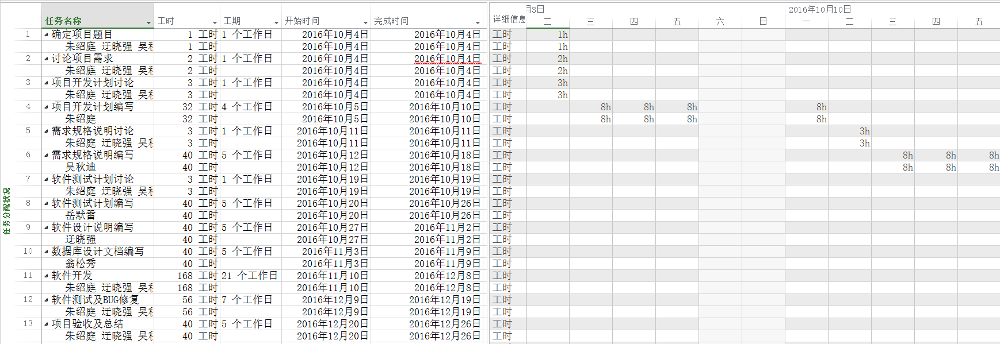 任务分配状况
任务名称 工时 工期 开始时间 完成时间 详细信息 月3日 2016年10月10日
二 三 四 五 六 日 一 二 三 四 五
1 确定项目题目 1 工时 1 个工作日 2016年10月4日 2016年10月4日 工时 1h
朱绍庭 迂晓强 吴秋 1 工时 2016年10月4日 2016年10月4日 工时 1h
2 讨论项目需求 2 工时 1 个工作日 2016年10月4日 2016年10月4日 工时 2h
朱绍庭 迂晓强 吴秋 2 工时 2016年10月4日 2016年10月4日 工时 2h
3 项目开发计划讨论 3 工时 1 个工作日 2016年10月4日 2016年10月4日 工时 3h
朱绍庭 迂晓强 吴秋 3 工时 2016年10月4日 2016年10月4日 工时 3h
4 项目开发计划编写 32 工时 4 个工作日 2016年10月5日 2016年10月10日 工时 8h 8h 8h 8h
朱绍庭 32 工时 2016年10月5日 2016年10月10日 工时 8h 8h 8h 8h
5 需求规格说明讨论 3 工时 1 个工作日 2016年10月11日 2016年10月11日 工时 3h
朱绍庭 迂晓强 吴秋 3 工时 2016年10月11日 2016年10月11日 工时 3h
6 需求规格说明编写 40 工时 5 个工作日 2016年10月12日 2016年10月18日 工时 8h 8h 8h
吴秋迪 40 工时 2016年10月12日 2016年10月18日 工时 8h 8h 8h
7 软件测试计划讨论 3 工时 1 个工作日 2016年10月19日 2016年10月19日 工时
朱绍庭 迂晓强 吴秋 3 工时 2016年10月19日 2016年10月19日 工时
8 软件测试计划编写 40 工时 5 个工作日 2016年10月20日 2016年10月26日 工时
岳默雷 40 工时 2016年10月20日 2016年10月26日 工时
9 软件设计说明编写 40 工时 5 个工作日 2016年10月27日 2016年11月2日 工时
迂晓强 40 工时 2016年10月27日 2016年11月2日 工时
10 数据库设计文档编写 40 工时 5 个工作日 2016年11月3日 2016年11月9日 工时
翁松秀 40 工时 2016年11月3日 2016年11月9日 工时
11 软件开发 168 工时 21 个工作日 2016年11月10日 2016年12月8日 工时
朱绍庭 迂晓强 吴秋 168 工时 2016年11月10日 2016年12月8日 工时
12 软件测试及BUG修复 56 工时 7 个工作日 2016年12月9日 2016年12月19日 工时
朱绍庭 迂晓强 吴秋 56 工时 2016年12月9日 2016年12月19日 工时
13 项目验收及总结 40 工时 5 个工作日 2016年12月20日 2016年12月26日 工时
朱绍庭 迂晓强 吴秋 40 工时 2016年12月20日 2016年12月26日 工时